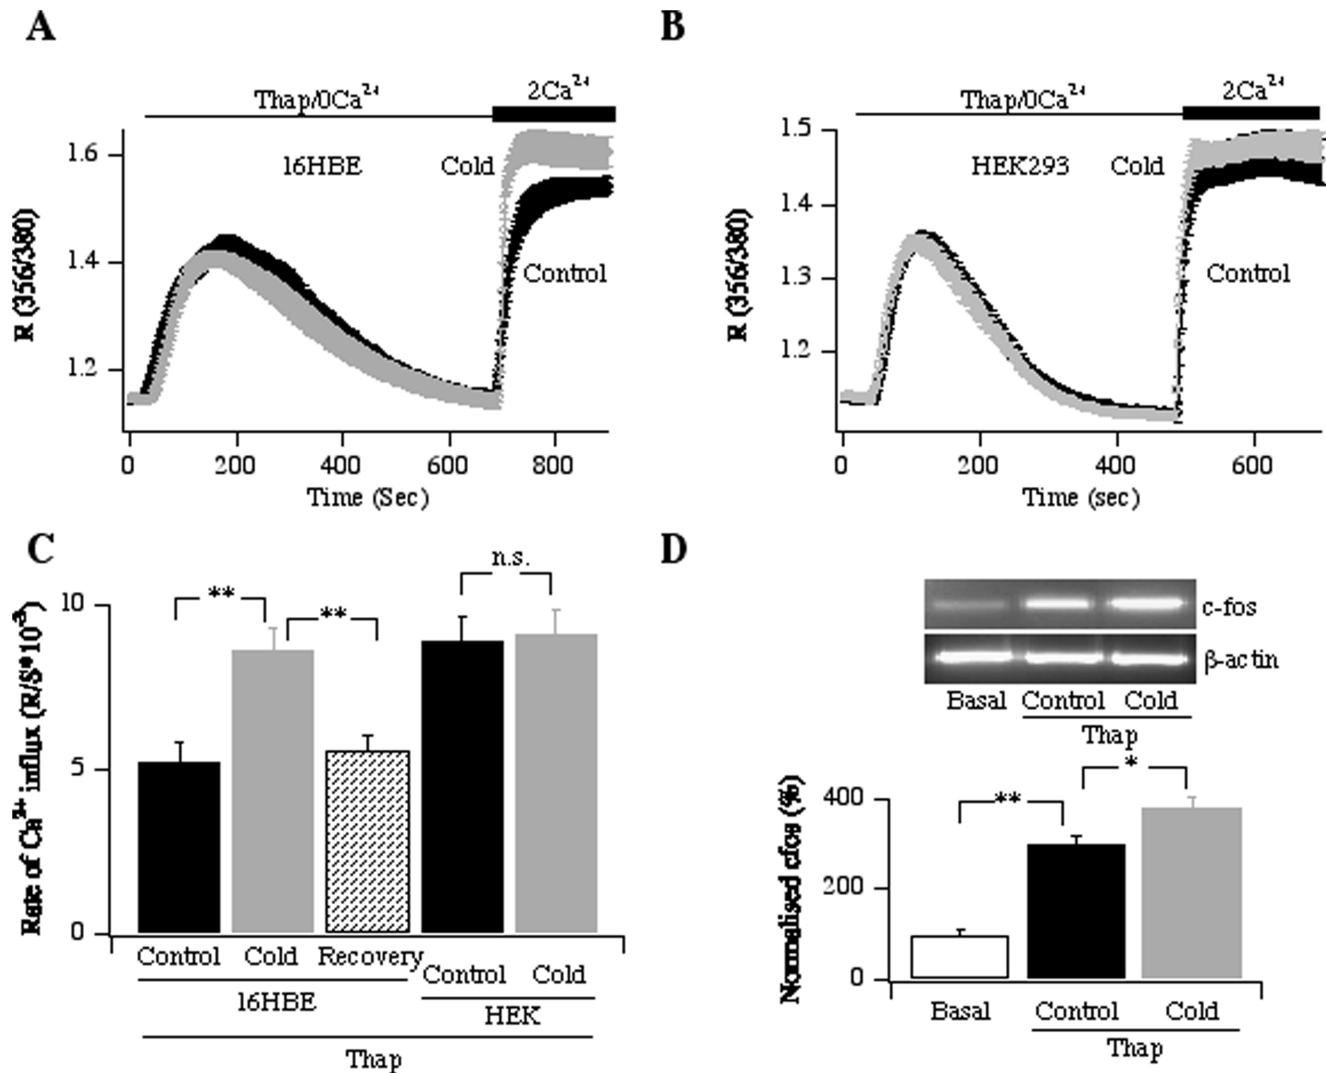 A
Thap/0Ca²⁺
2Ca²⁺
1.6
1.4
1.2
R (356/380)
16HBE
Cold
Control
0 200 400 600 800
Time (Sec)
B
Thap/0Ca²⁺
2Ca²⁺
1.5
1.4
1.3
1.2
R (356/380)
HEK293
Cold
Control
0 200 400 600
Time (sec)
C
Rate of Ca²⁺ influx (R/S*10⁻³)
10
5
0
**
**
n.s.
Control Cold Recovery Control Cold
16HBE HEK
Thap
D
c-fos
β-actin
Basal Control Cold
Thap
Normalised cfos (%)
400
200
0
**
*
Basal Control Cold
Thap